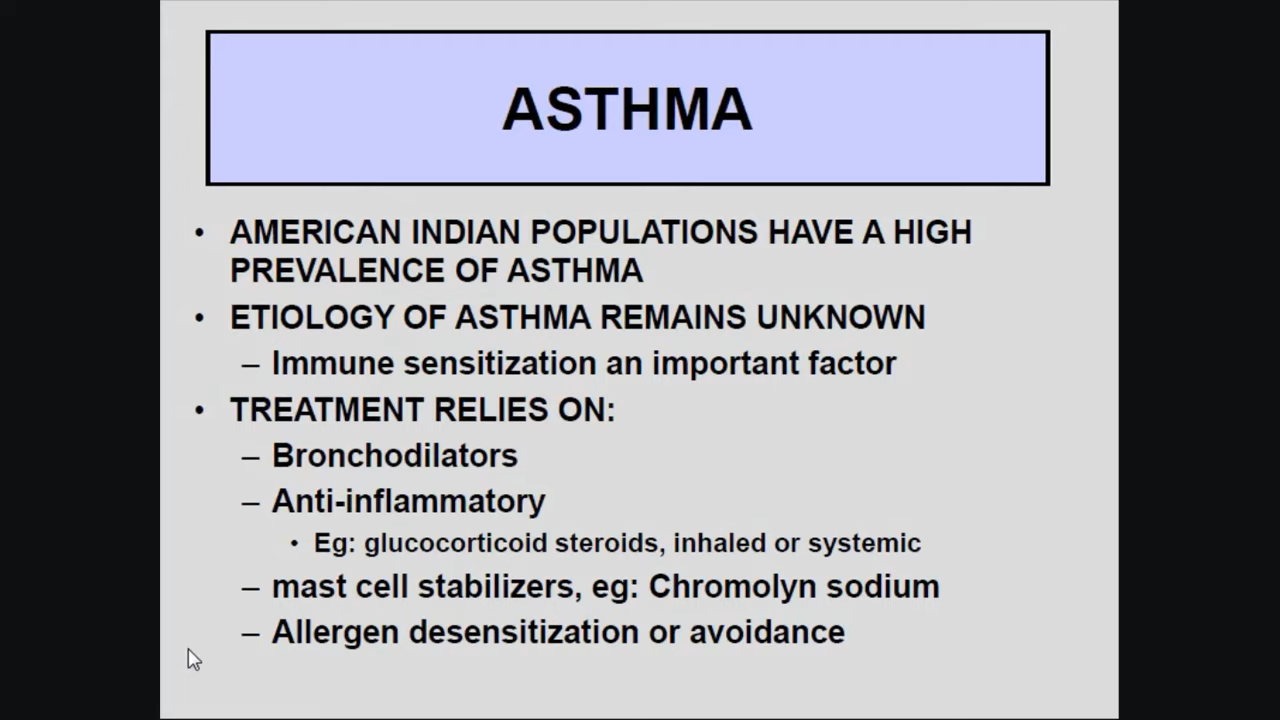 ASTHMA
• AMERICAN INDIAN POPULATIONS HAVE A HIGH
PREVALENCE OF ASTHMA
• ETIOLOGY OF ASTHMA REMAINS UNKNOWN
– Immune sensitization an important factor
• TREATMENT RELIES ON:
– Bronchodilators
– Anti-inflammatory
• Eg: glucocorticoid steroids, inhaled or systemic
– mast cell stabilizers, eg: Chromolyn sodium
– Allergen desensitization or avoidance